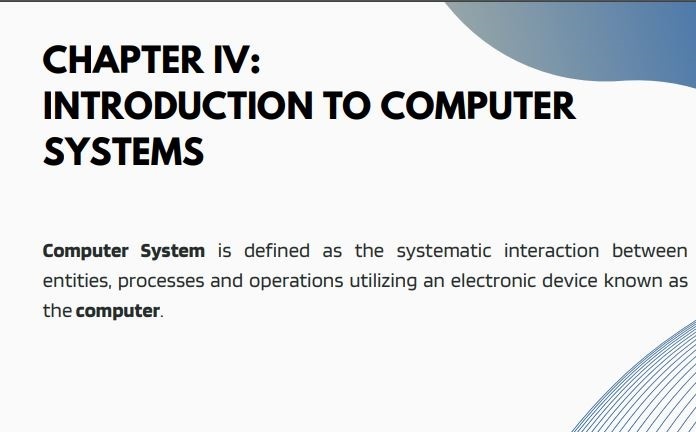 CHAPTER IV:
INTRODUCTION TO COMPUTER
SYSTEMS
Computer System is defined as the systematic interaction between
entities, processes and operations utilizing an electronic device known as
the computer.